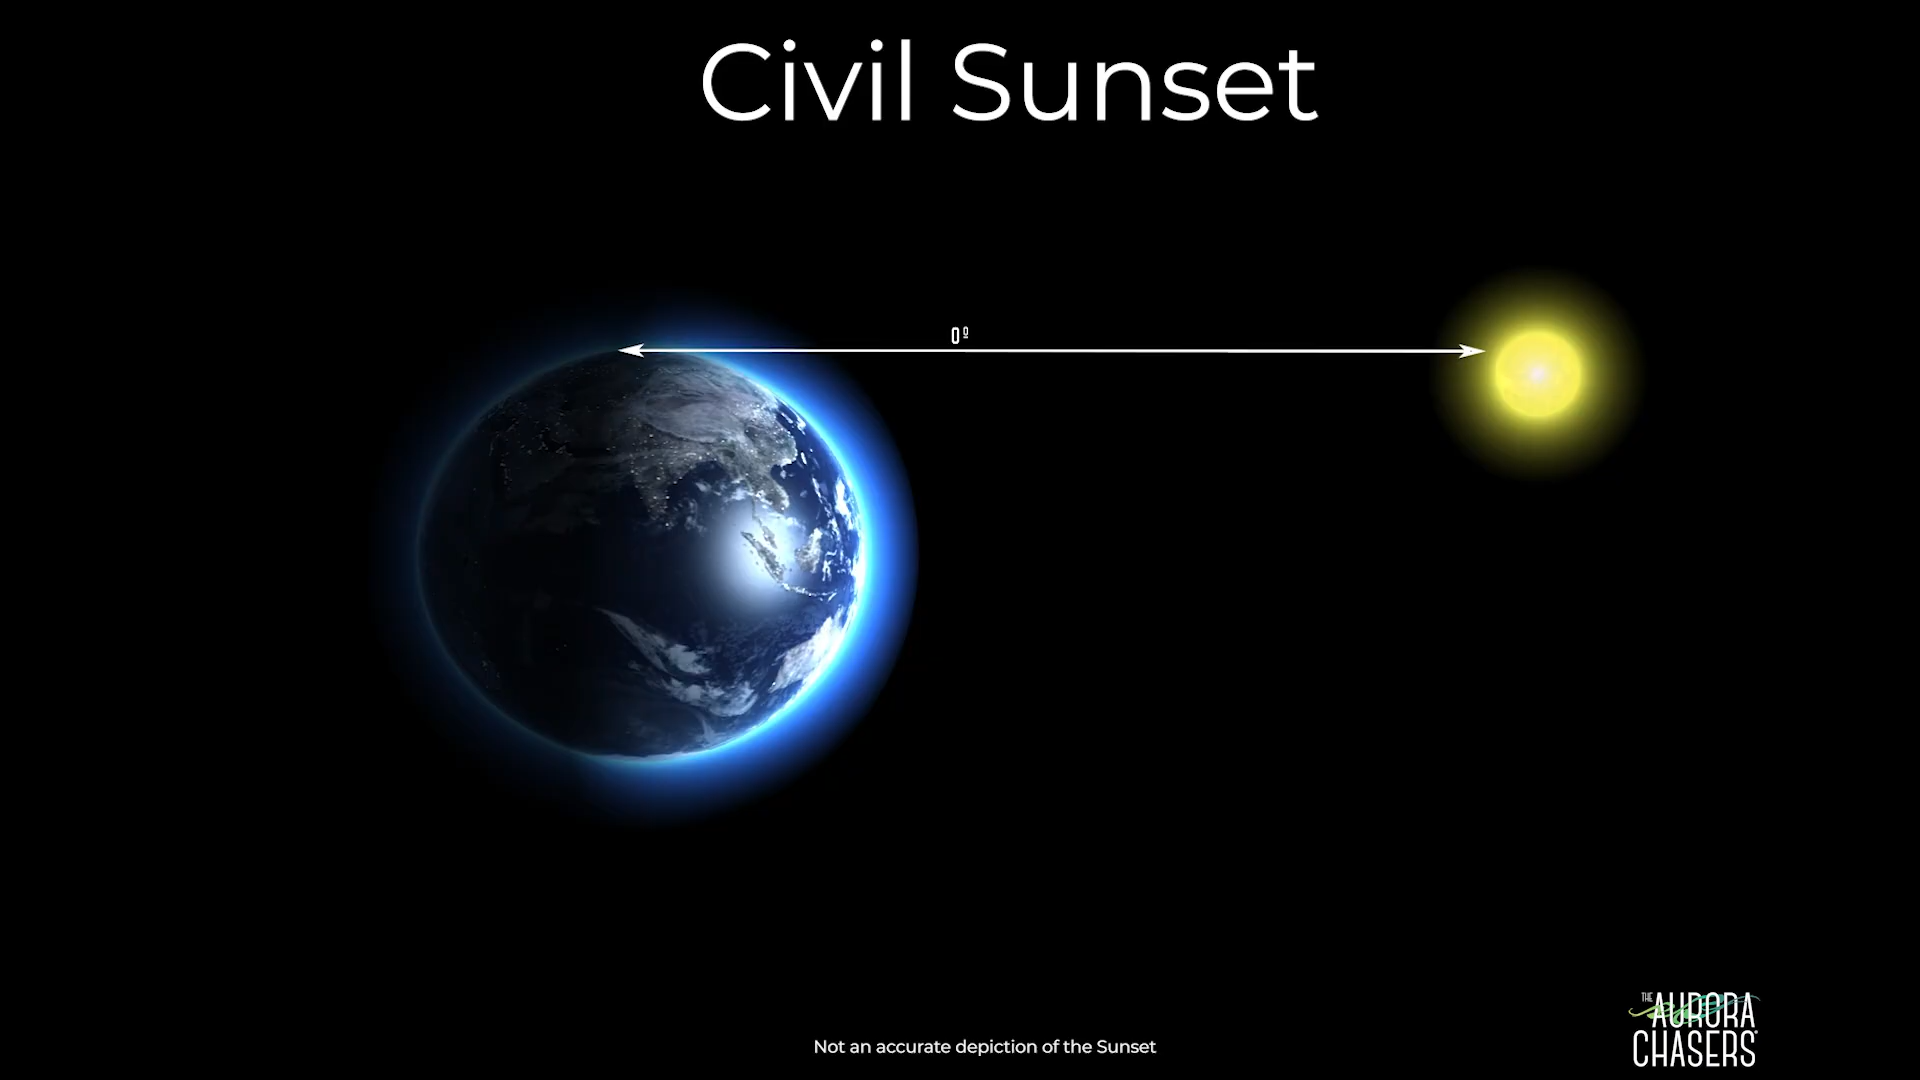 Civil Sunset
0º
Not an accurate depiction of the Sunset
THE
AURORA
CHASERS